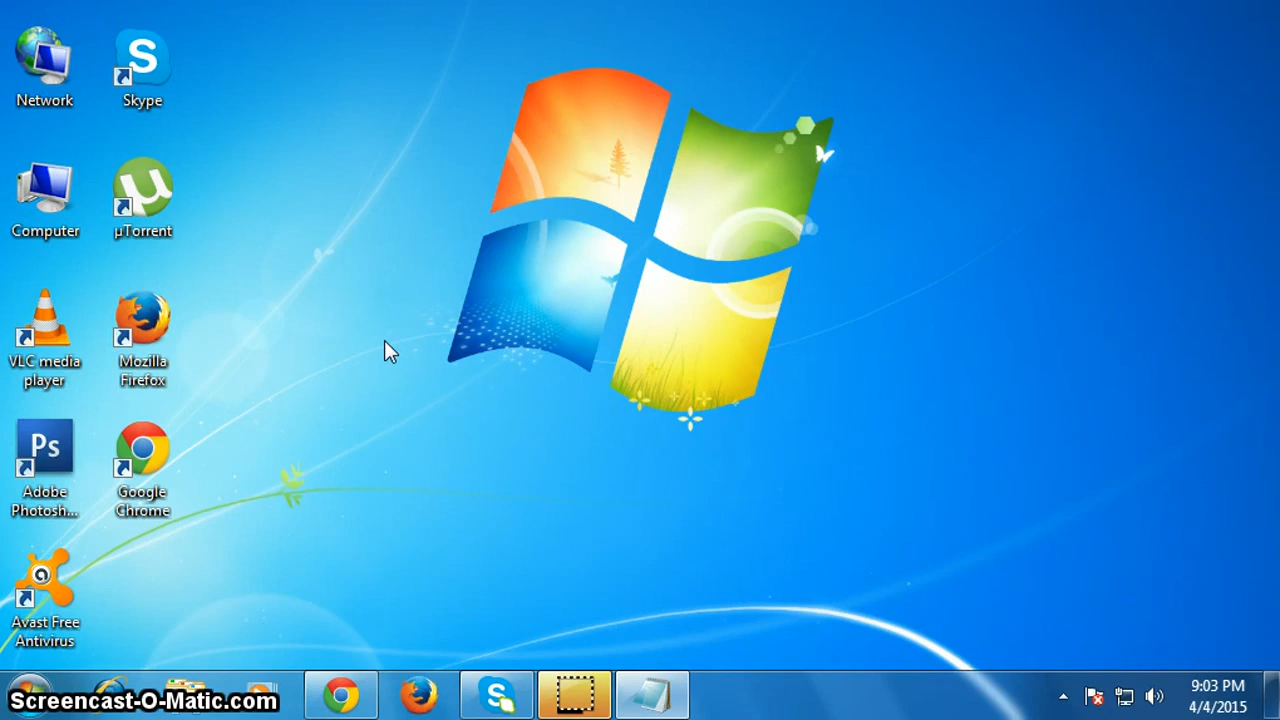 Network
Skype
Computer
µTorrent
VLC media
player
Mozilla
Firefox
Ps
Adobe
Photosh...
Google
Chrome
Avast Free
Antivirus
Screencast-O-Matic.com
9:03 PM
4/4/2015